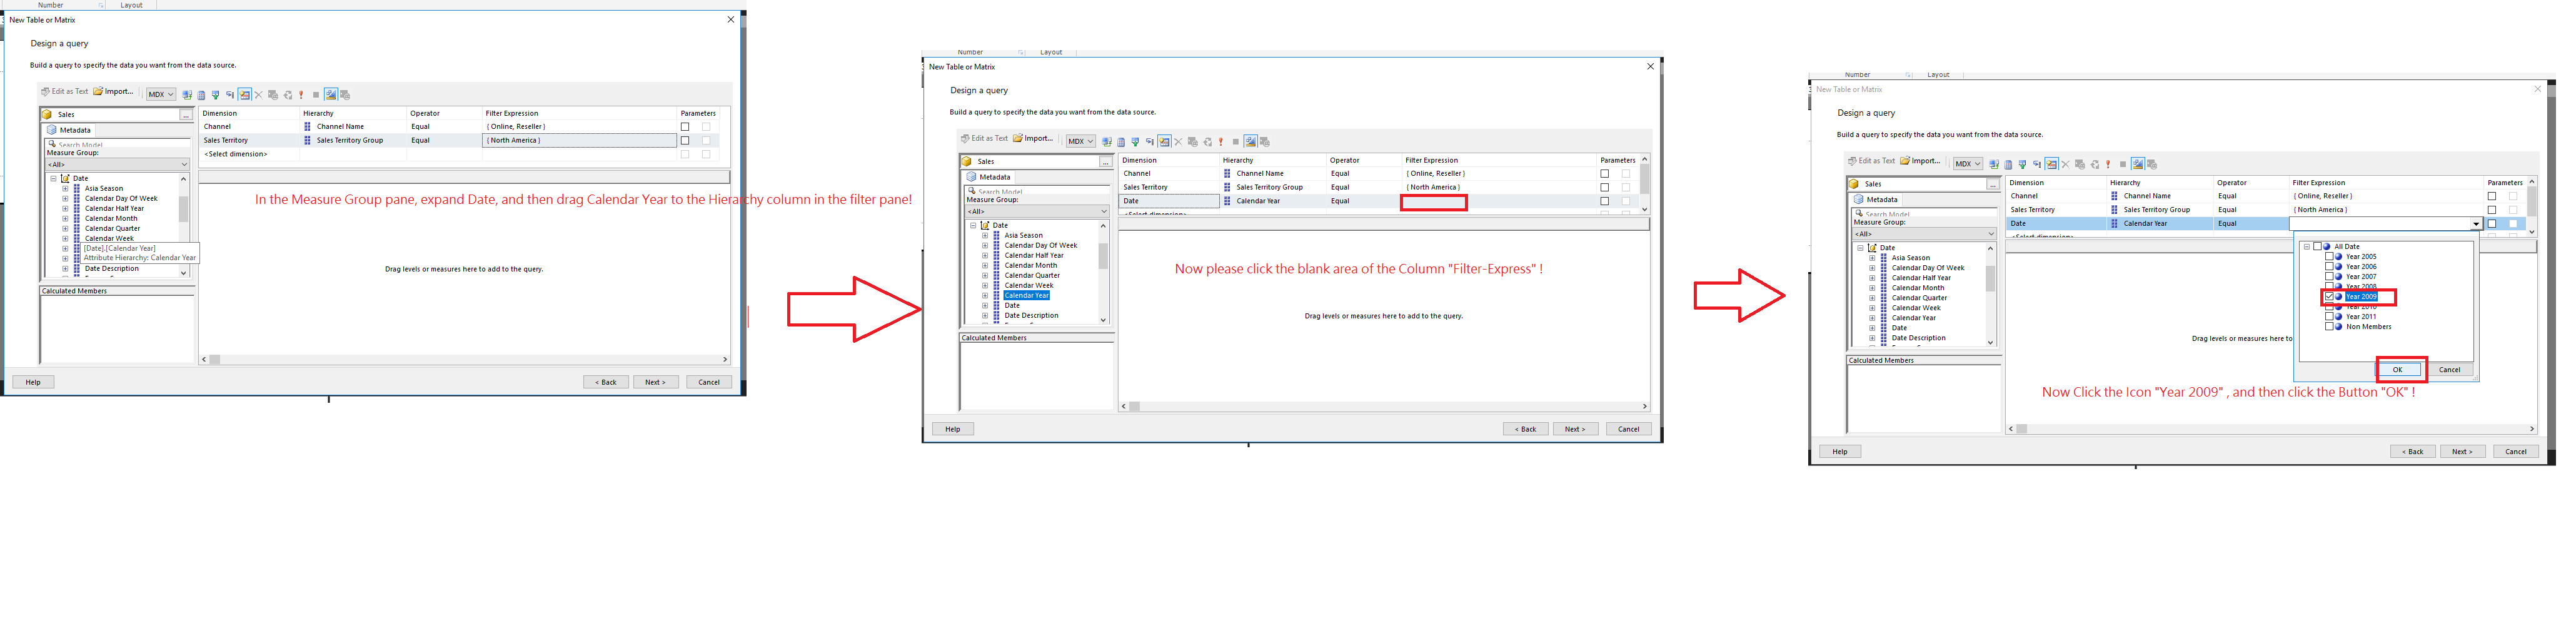 Number
Layout
New Table or Matrix
Design a query
Build a query to specify the data you want from the data source.
Edit as Text Import... MDX
Sales ...
Metadata
Search Model
Measure Group:
<All>
Date
Asia Season
Calendar Day Of Week
Calendar Half Year
Calendar Month
Calendar Quarter
Calendar Week
[Date].[Calendar Year]
Attribute Hierarchy: Calendar Year
Date Description
Calculated Members
Dimension Hierarchy Operator Filter Expression Parameters
Channel Channel Name Equal { Online, Reseller }
Sales Territory Sales Territory Group Equal { North America }
<Select dimension>
In the Measure Group pane, expand Date, and then drag Calendar Year to the Hierarchy column in the filter pane!
Drag levels or measures here to add to the query.
Help < Back Next > Cancel
Number Layout
New Table or Matrix
Design a query
Build a query to specify the data you want from the data source.
Edit as Text Import... MDX
Sales ...
Metadata
Search Model
Measure Group:
<All>
Date
Asia Season
Calendar Day Of Week
Calendar Half Year
Calendar Month
Calendar Quarter
Calendar Week
Calendar Year
Date
Date Description
Calculated Members
Dimension Hierarchy Operator Filter Expression Parameters
Channel Channel Name Equal { Online, Reseller }
Sales Territory Sales Territory Group Equal { North America }
Date Calendar Year Equal
Now please click the blank area of the Column "Filter-Express" !
Drag levels or measures here to add to the query.
Help < Back Next > Cancel
Number Layout
New Table or Matrix
Design a query
Build a query to specify the data you want from the data source.
Edit as Text Import... MDX
Sales ...
Metadata
Search Model
Measure Group:
<All>
Date
Asia Season
Calendar Day Of Week
Calendar Half Year
Calendar Month
Calendar Quarter
Calendar Week
Calendar Year
Date
Date Description
Calculated Members
Dimension Hierarchy Operator Filter Expression Parameters
Channel Channel Name Equal { Online, Reseller }
Sales Territory Sales Territory Group Equal { North America }
Date Calendar Year Equal
All Date
Year 2005
Year 2006
Year 2007
Year 2008
Year 2009
Year 2011
Non Members
OK Cancel
Drag levels or measures here to
Now Click the Icon "Year 2009" , and then click the Button "OK" !
Help < Back Next > Cancel